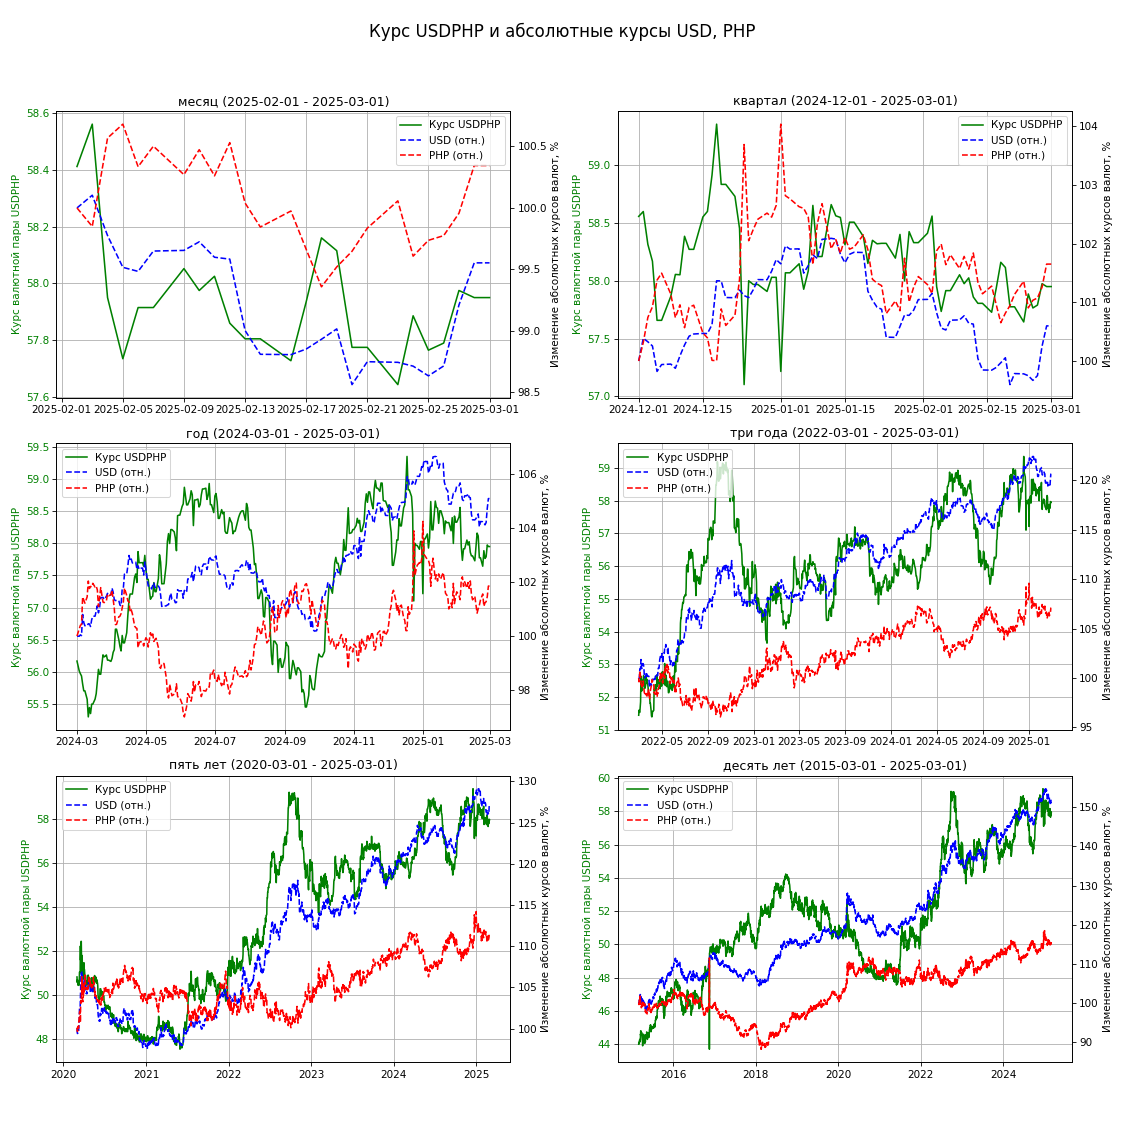 Курс USDPHP и абсолютные курсы USD, PHP
месяц (2025-02-01 - 2025-03-01)
Курс валютной пары USDPHP
58.6
58.4
58.2
58.0
57.8
57.6
Курс USDPHP
USD (отн.)
PHP (отн.)
100.5
100.0
99.5
99.0
98.5
Изменение абсолютных курсов валют, %
2025-02-01 2025-02-05 2025-02-09 2025-02-13 2025-02-17 2025-02-21 2025-02-25 2025-03-01
квартал (2024-12-01 - 2025-03-01)
Курс валютной пары USDPHP
59.0
58.5
58.0
57.5
57.0
Курс USDPHP
USD (отн.)
PHP (отн.)
104
103
102
101
100
Изменение абсолютных курсов валют, %
2024-12-01 2024-12-15 2025-01-01 2025-01-15 2025-02-01 2025-02-15 2025-03-01
год (2024-03-01 - 2025-03-01)
Курс валютной пары USDPHP
59.5
59.0
58.5
58.0
57.5
57.0
56.5
56.0
55.5
Курс USDPHP
USD (отн.)
PHP (отн.)
106
104
102
100
98
Изменение абсолютных курсов валют, %
2024-03 2024-05 2024-07 2024-09 2024-11 2025-01 2025-03
три года (2022-03-01 - 2025-03-01)
Курс валютной пары USDPHP
59
58
57
56
55
54
53
52
51
Курс USDPHP
USD (отн.)
PHP (отн.)
120
115
110
105
100
95
Изменение абсолютных курсов валют, %
2022-05 2022-09 2023-01 2023-05 2023-09 2024-01 2024-05 2024-09 2025-01
пять лет (2020-03-01 - 2025-03-01)
Курс валютной пары USDPHP
58
56
54
52
50
48
Курс USDPHP
USD (отн.)
PHP (отн.)
130
125
120
115
110
105
100
Изменение абсолютных курсов валют, %
2020 2021 2022 2023 2024 2025
десять лет (2015-03-01 - 2025-03-01)
Курс валютной пары USDPHP
60
58
56
54
52
50
48
46
44
Курс USDPHP
USD (отн.)
PHP (отн.)
150
140
130
120
110
100
90
Изменение абсолютных курсов валют, %
2016 2018 2020 2022 2024